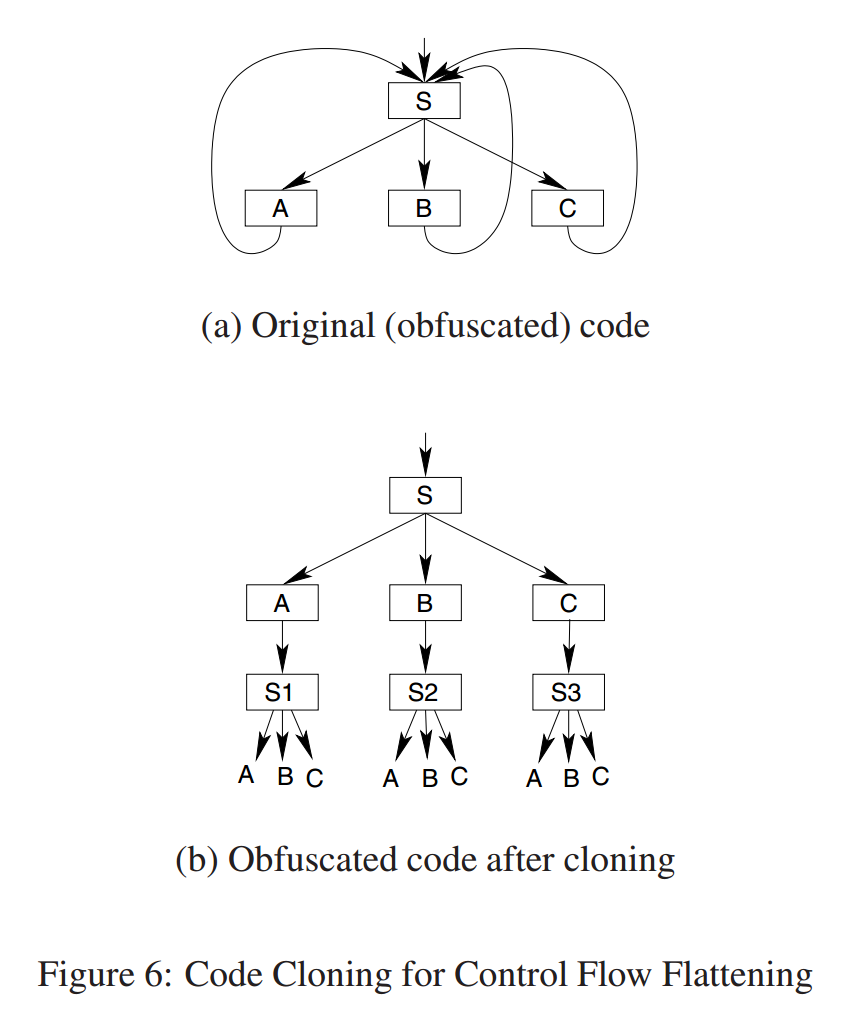 S
A B C
(a) Original (obfuscated) code
S
A B C
S1 S2 S3
A B C A B C A B C
(b) Obfuscated code after cloning
Figure 6: Code Cloning for Control Flow Flattening